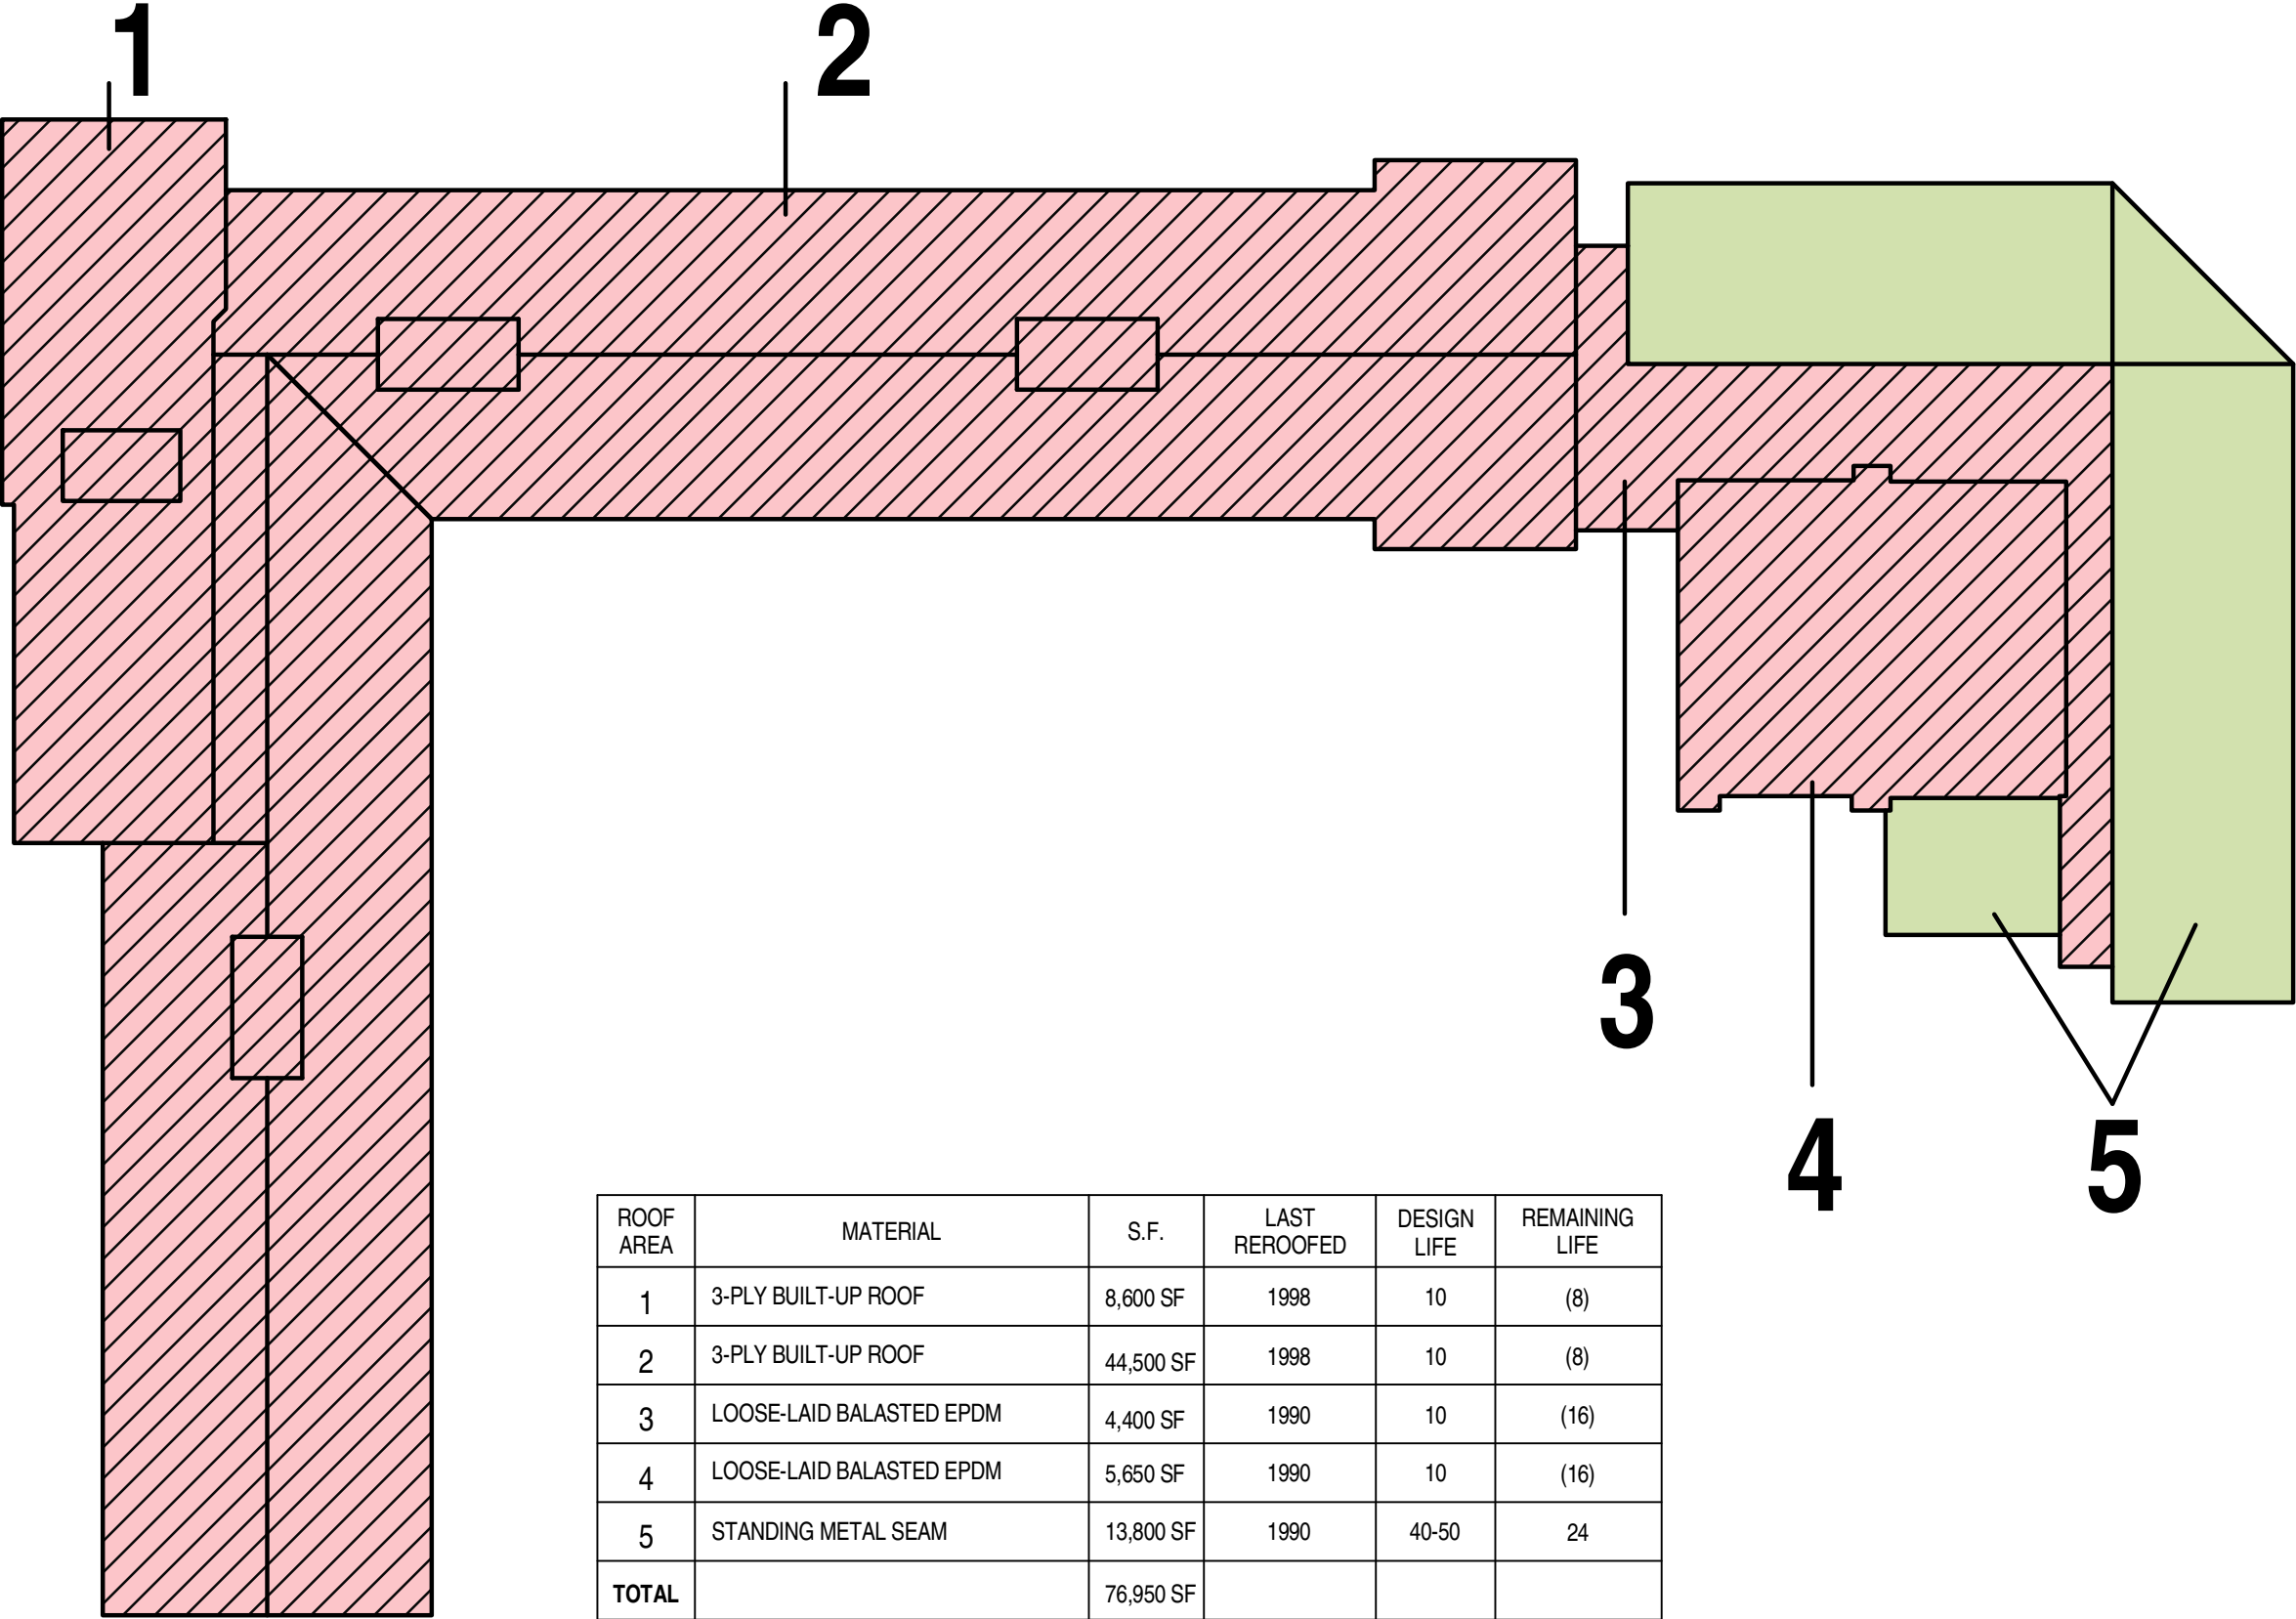 1
2
3
4
5
ROOF AREA MATERIAL S.F. LAST REROOFED DESIGN LIFE REMAINING LIFE
1 3-PLY BUILT-UP ROOF 8,600 SF 1998 10 (8)
2 3-PLY BUILT-UP ROOF 44,500 SF 1998 10 (8)
3 LOOSE-LAID BALASTED EPDM 4,400 SF 1990 10 (16)
4 LOOSE-LAID BALASTED EPDM 5,650 SF 1990 10 (16)
5 STANDING METAL SEAM 13,800 SF 1990 40-50 24
TOTAL 76,950 SF